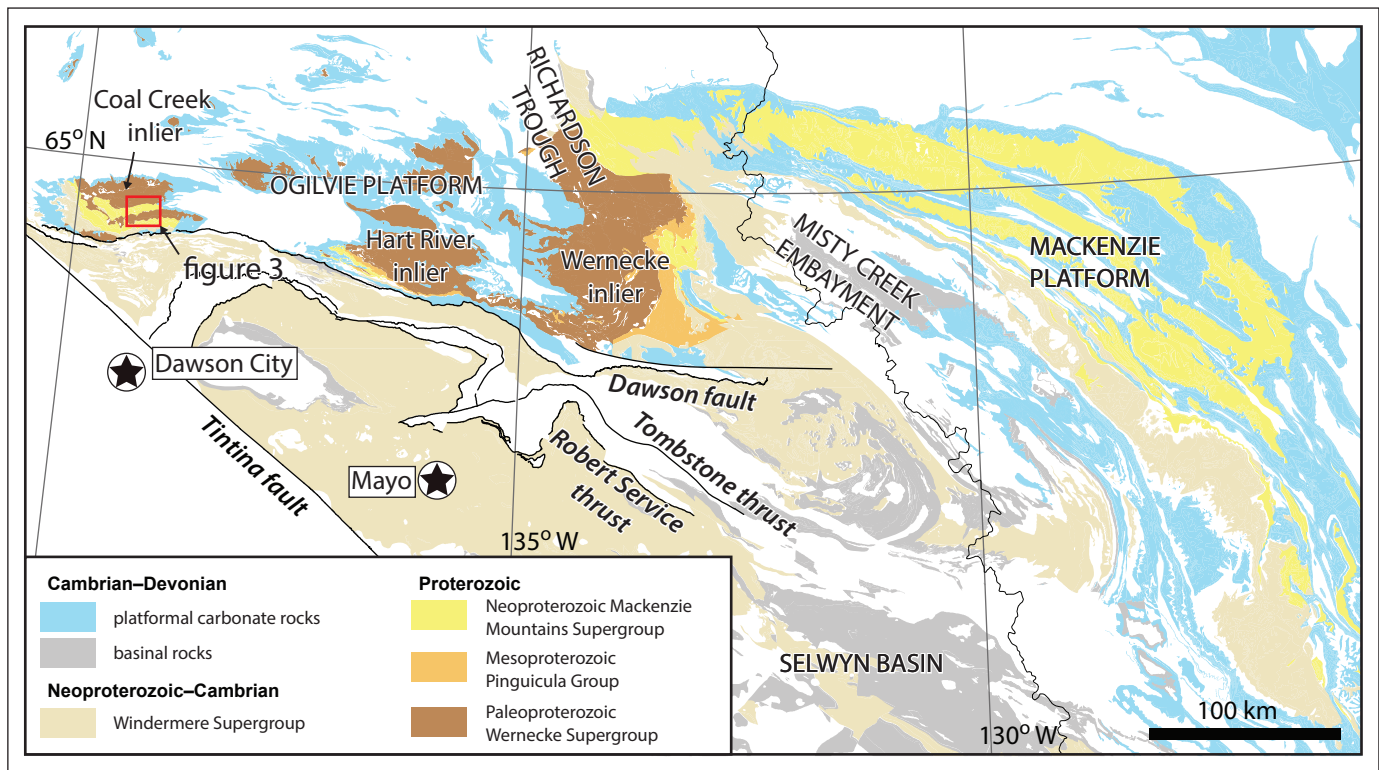 Coal Creek
inlier
65° N
RICHARDSON
TROUGH
OGILVIE PLATFORM
Hart River
inlier
figure 3
Wernecke
inlier
MISTY CREEK
EMBAYMENT
MACKENZIE
PLATFORM
Dawson City
Dawson fault
Tintina fault
Mayo
Robert Service
thrust
Tombstone thrust
135° W
SELWYN BASIN
130° W
100 km
Cambrian–Devonian
platformal carbonate rocks
basinal rocks
Neoproterozoic–Cambrian
Windermere Supergroup
Proterozoic
Neoproterozoic Mackenzie
Mountains Supergroup
Mesoproterozoic
Pinguicula Group
Paleoproterozoic
Wernecke Supergroup